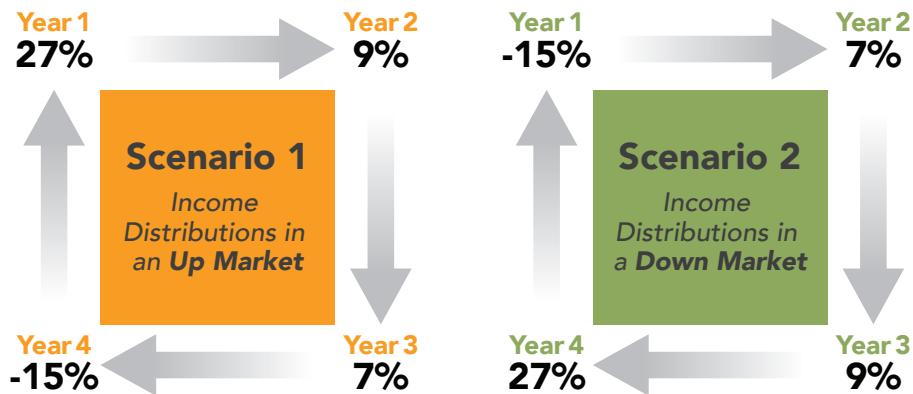 Year 1
27%
Year 2
9%
Scenario 1
Income
Distributions in
an Up Market
Year 4
-15%
Year 3
7%
Year 1
-15%
Year 2
7%
Scenario 2
Income
Distributions in
a Down Market
Year 4
27%
Year 3
9%